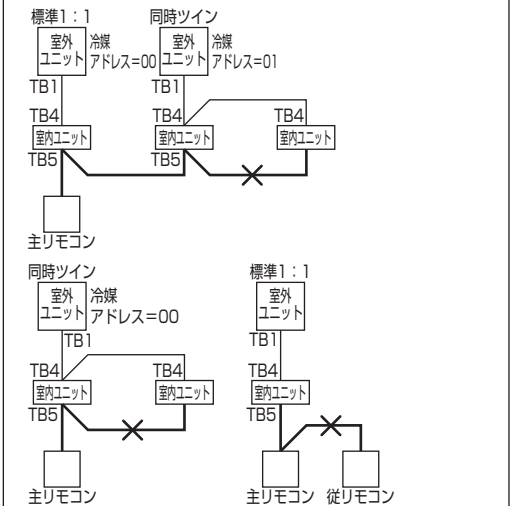 標準1：1
同時ツイン
室外
ユニット
冷媒
アドレス=00
室外
ユニット
冷媒
アドレス=01
TB1
TB1
TB4
TB4
TB4
室内ユニット
室内ユニット
室内ユニット
TB5
TB5
主リモコン
同時ツイン
標準1：1
室外
ユニット
冷媒
アドレス=00
室外
ユニット
TB1
TB1
TB4
TB4
TB4
室内ユニット
室内ユニット
室内ユニット
TB5
TB5
主リモコン
主リモコン
従リモコン